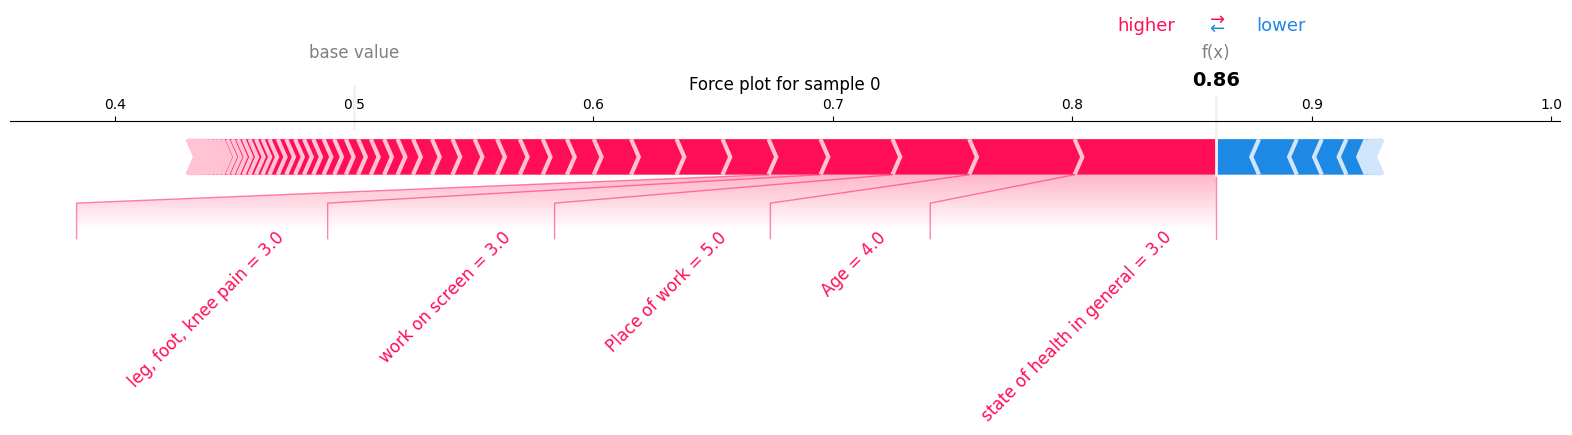 higher ⇄ lower
base value f(x)
Force plot for sample 0 0.86
0.4 0.5 0.6 0.7 0.8 0.9 1.0
leg, foot, knee pain = 3.0
work on screen = 3.0
Place of work = 5.0
Age = 4.0
state of health in general = 3.0